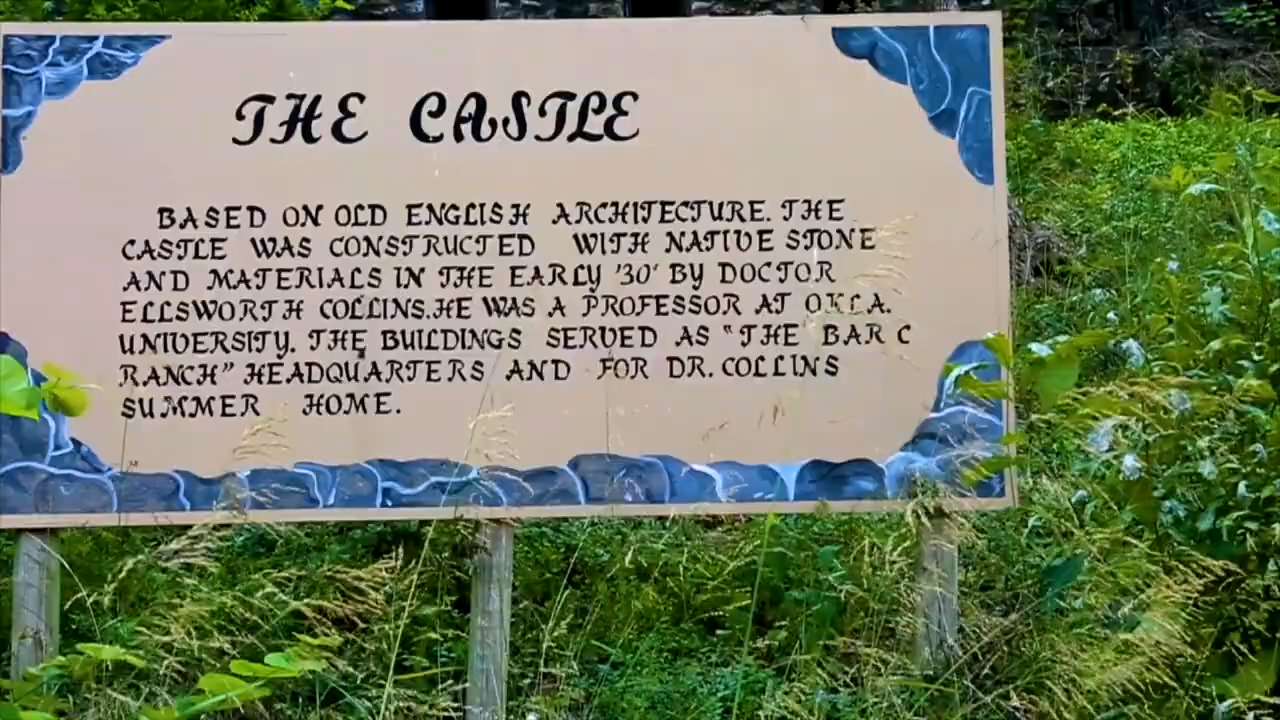 THE CASTLE
BASED ON OLD ENGLISH ARCHITECTURE. THE
CASTLE WAS CONSTRUCTED WITH NATIVE STONE
AND MATERIALS IN THE EARLY '30' BY DOCTOR
ELLSWORTH COLLINS.HE WAS A PROFESSOR AT OKLA.
UNIVERSITY. THE BUILDINGS SERVED AS "THE BAR C
RANCH" HEADQUARTERS AND FOR DR. COLLINS
SUMMER HOME.